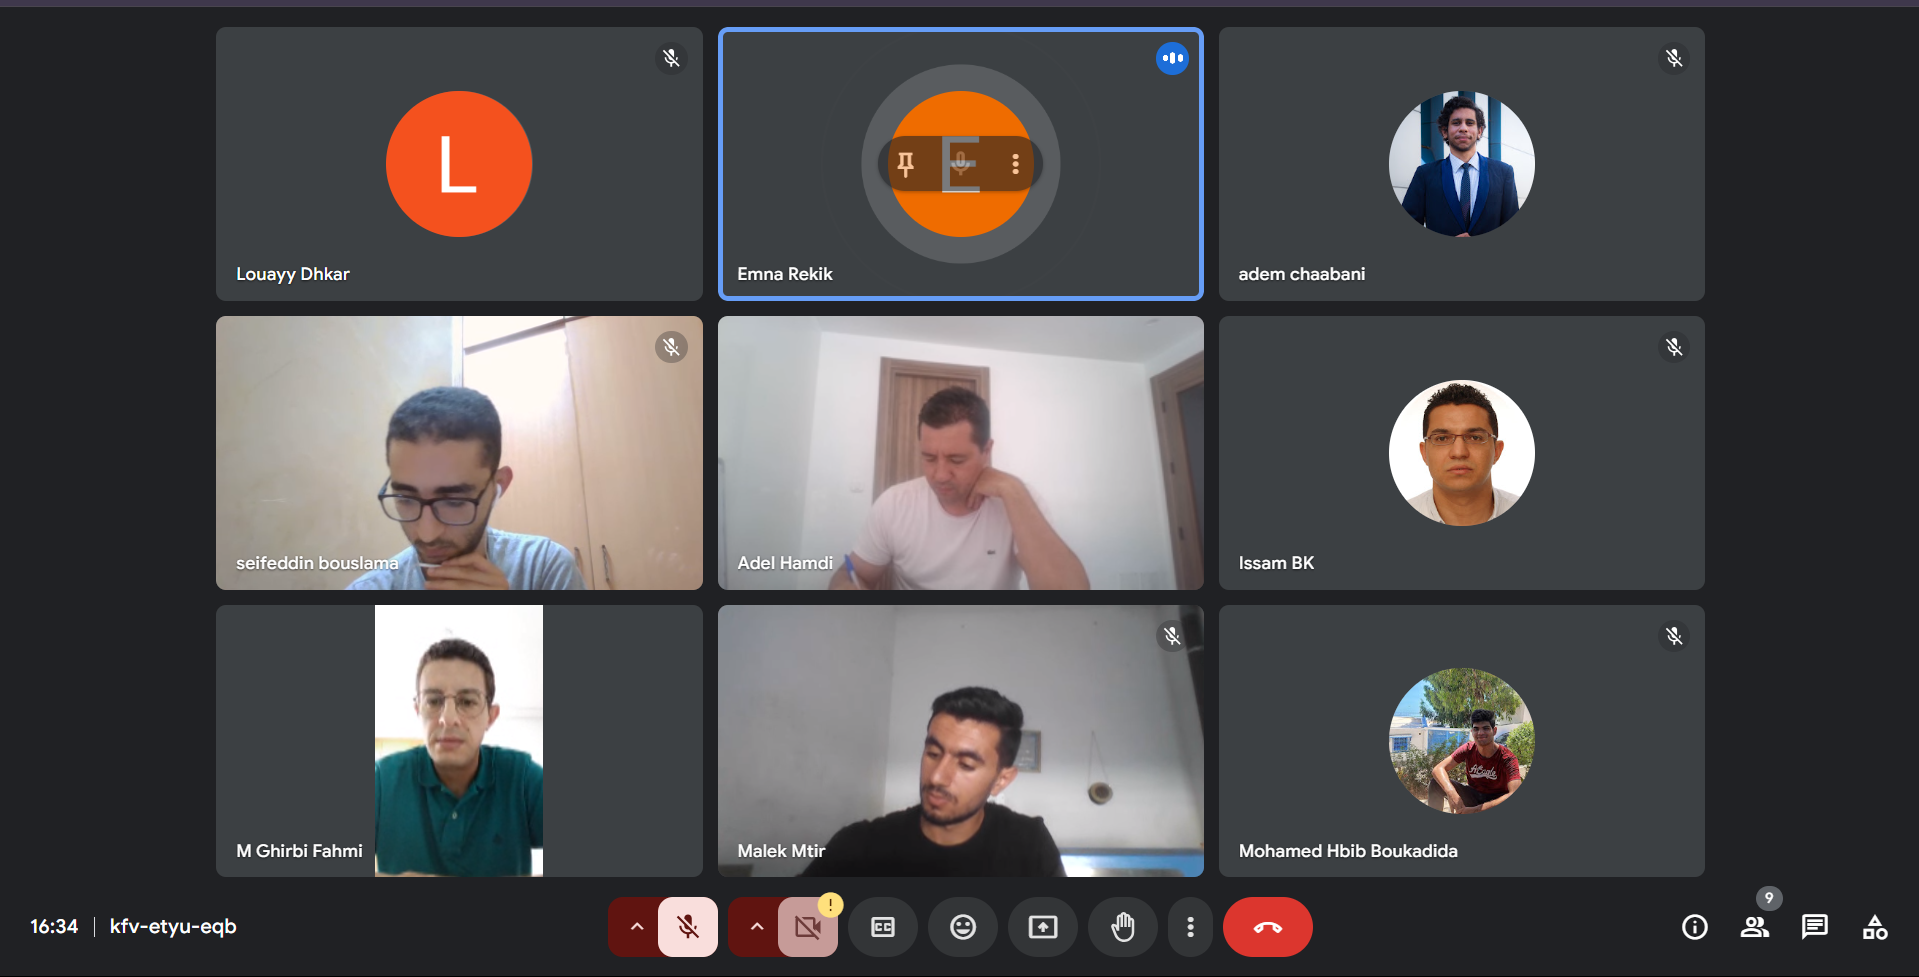 L
Louayy Dhkar
E
Emna Rekik
adem chaabani
seifeddin bouslama
Adel Hamdi
Issam BK
M Ghirbi Fahmi
Malek Mtir
Mohamed Hbib Boukadida
16:34 | kfv-etyu-eqb
!
CC
9